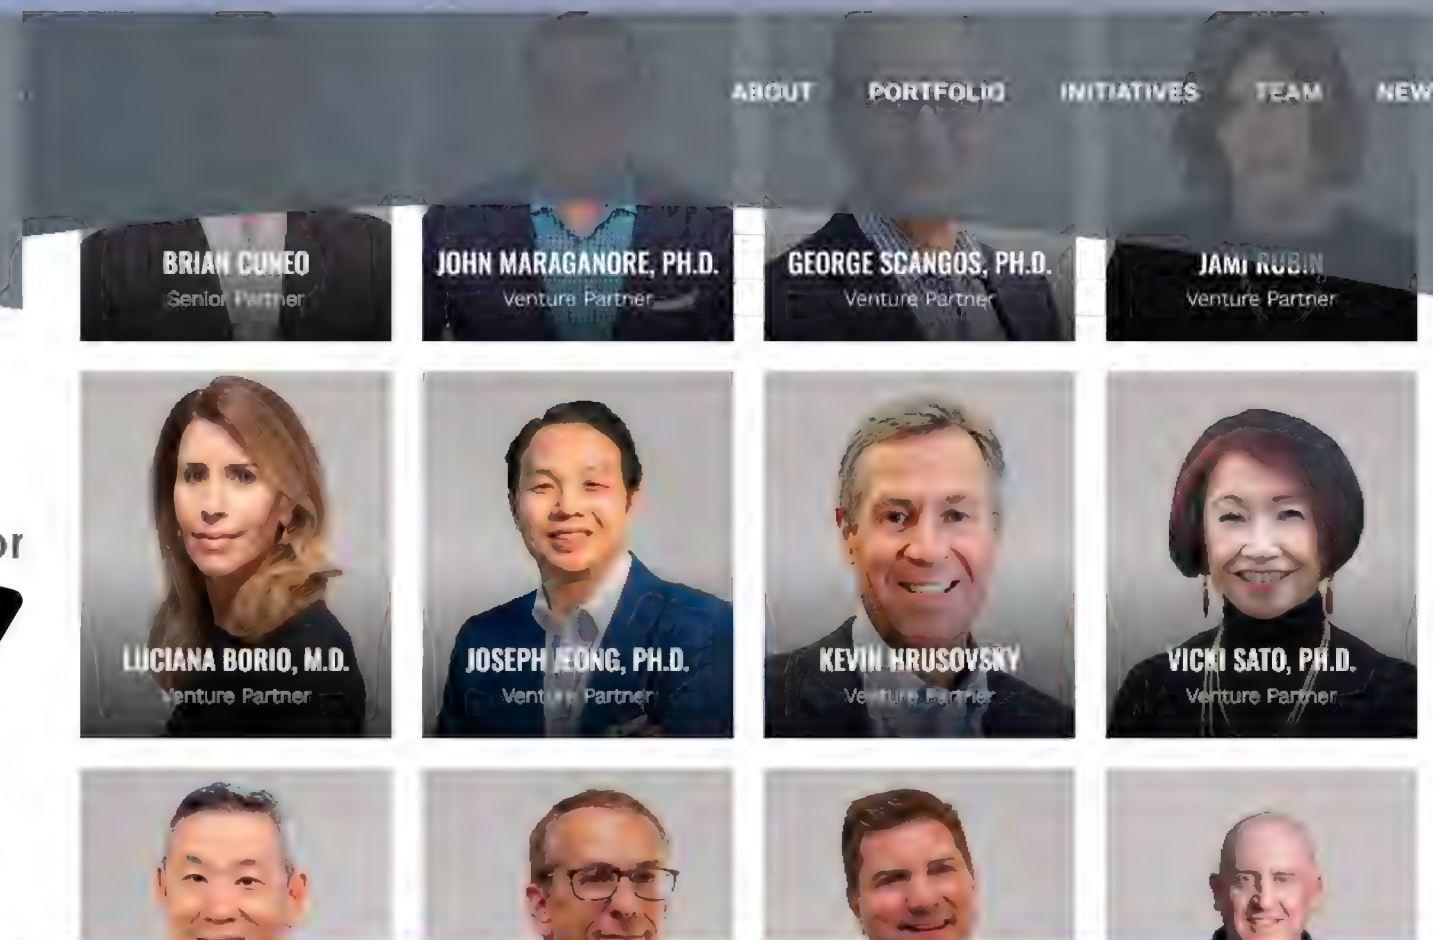 ABOUT PORTFOLIO INITIATIVES TEAM NEW
BRIAN CUNEO
Senior Partner
JOHN MARAGANORE, PH.D.
Venture Partner
GEORGE SCANGOS, PH.D.
Venture Partner
JAMI RUBIN
Venture Partner
or
LUCIANA BORIO, M.D.
Venture Partner
JOSEPH JEONG, PH.D.
Venture Partner
KEVIN HRUSOVSKY
Venture Partner
VICKI SATO, PH.D.
Venture Partner